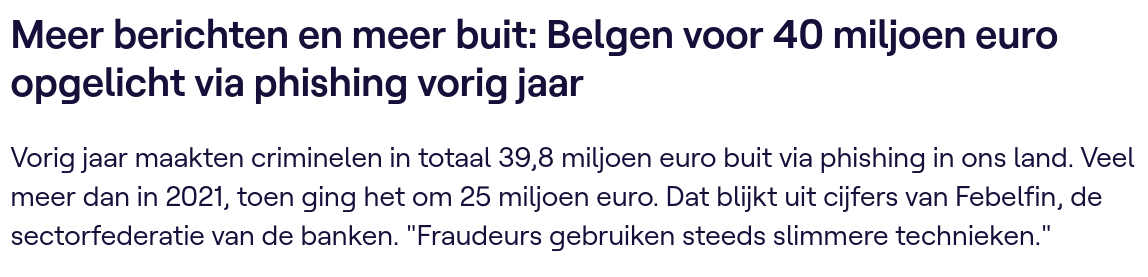 Meer berichten en meer buit: Belgen voor 40 miljoen euro
opgelicht via phishing vorig jaar
Vorig jaar maakten criminelen in totaal 39,8 miljoen euro buit via phishing in ons land. Veel
meer dan in 2021, toen ging het om 25 miljoen euro. Dat blijkt uit cijfers van Febelfin, de
sectorfederatie van de banken. "Fraudeurs gebruiken steeds slimmere technieken."